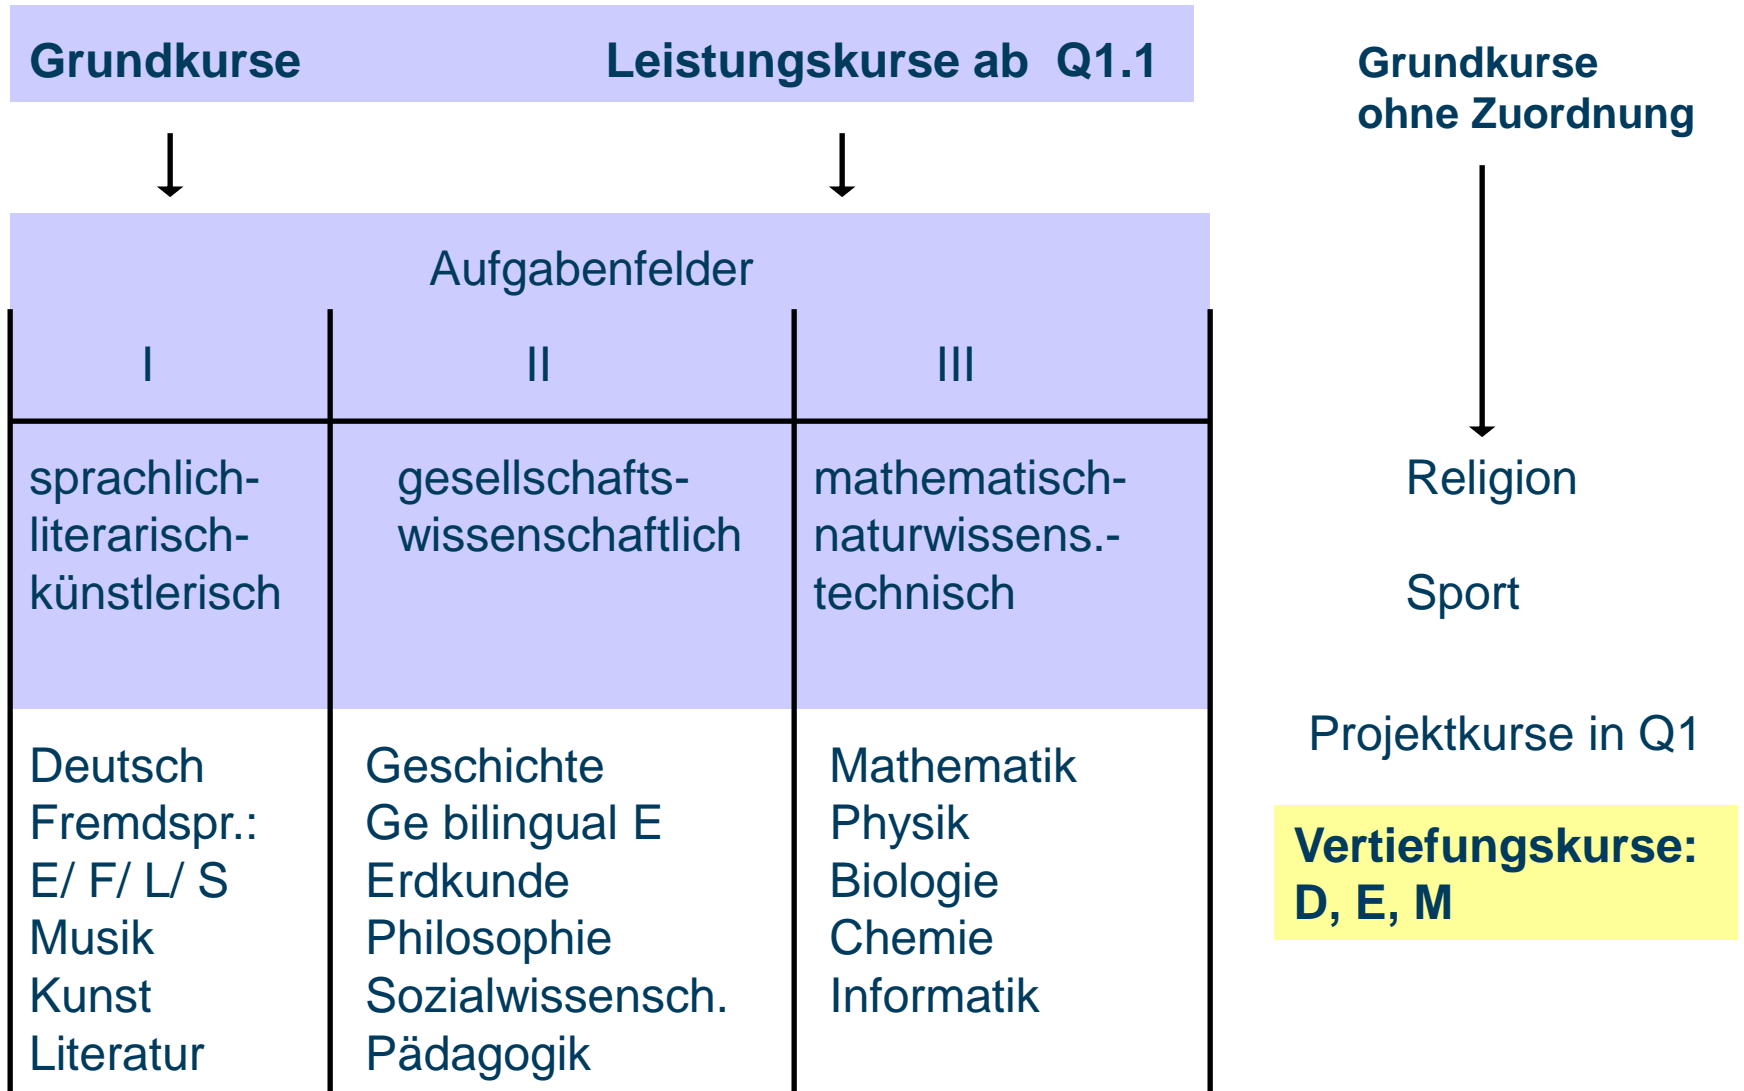 Grundkurse
Leistungskurse ab Q1.1
Grundkurse
ohne Zuordnung
Aufgabenfelder
I
II
III
sprachlich-
literarisch-
künstlerisch
gesellschafts-
wissenschaftlich
mathematisch-
naturwissens.-
technisch
Deutsch
Fremdspr.:
E/ F/ L/ S
Musik
Kunst
Literatur
Geschichte
Ge bilingual E
Erdkunde
Philosophie
Sozialwissensch.
Pädagogik
Mathematik
Physik
Biologie
Chemie
Informatik
Religion
Sport
Projektkurse in Q1
Vertiefungskurse:
D, E, M